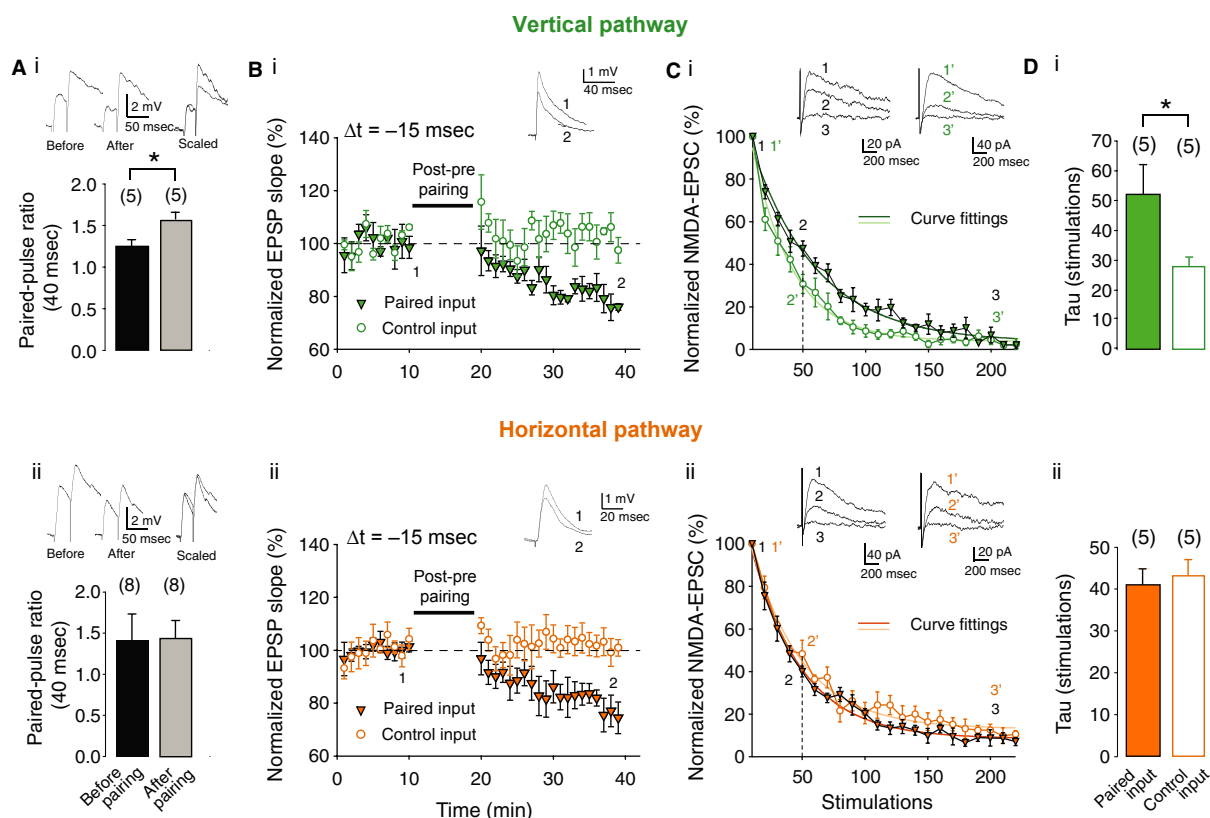 Vertical pathway
A i
2 mV
50 msec
Before
After
Scaled
*
(5)
(5)
Paired-pulse ratio
(40 msec)
2.0
1.5
1.0
0.5
0.0
B i
1 mV
40 msec
1
2
Δt = −15 msec
Post-pre
pairing
Normalized EPSP slope (%)
140
120
100
80
60
1
2
Paired input
Control input
0
10
20
30
40
C i
1
2
3
20 pA
200 msec
1’
2’
3’
40 pA
200 msec
Normalized NMDA-EPSC (%)
100
80
60
40
20
0
1 1’
2
2’
3
3’
Curve fittings
50
100
150
200
D i
*
(5)
(5)
Tau (stimulations)
70
60
50
40
30
20
10
0
Horizontal pathway
ii
2 mV
50 msec
Before
After
Scaled
(8)
(8)
Paired-pulse ratio
(40 msec)
2.0
1.5
1.0
0.5
0.0
Before
pairing
After
pairing
ii
1 mV
20 msec
1
2
Δt = −15 msec
Post-pre
pairing
Normalized EPSP slope (%)
140
120
100
80
60
1
2
Paired input
Control input
0
10
20
30
40
Time (min)
ii
1
2
3
40 pA
200 msec
1’
2’
3’
20 pA
200 msec
Normalized NMDA-EPSC (%)
100
80
60
40
20
0
1 1’
2’
2
3’
3
Curve fittings
50
100
150
200
Stimulations
ii
(5)
(5)
Tau (stimulations)
50
40
30
20
10
0
Paired
input
Control
input